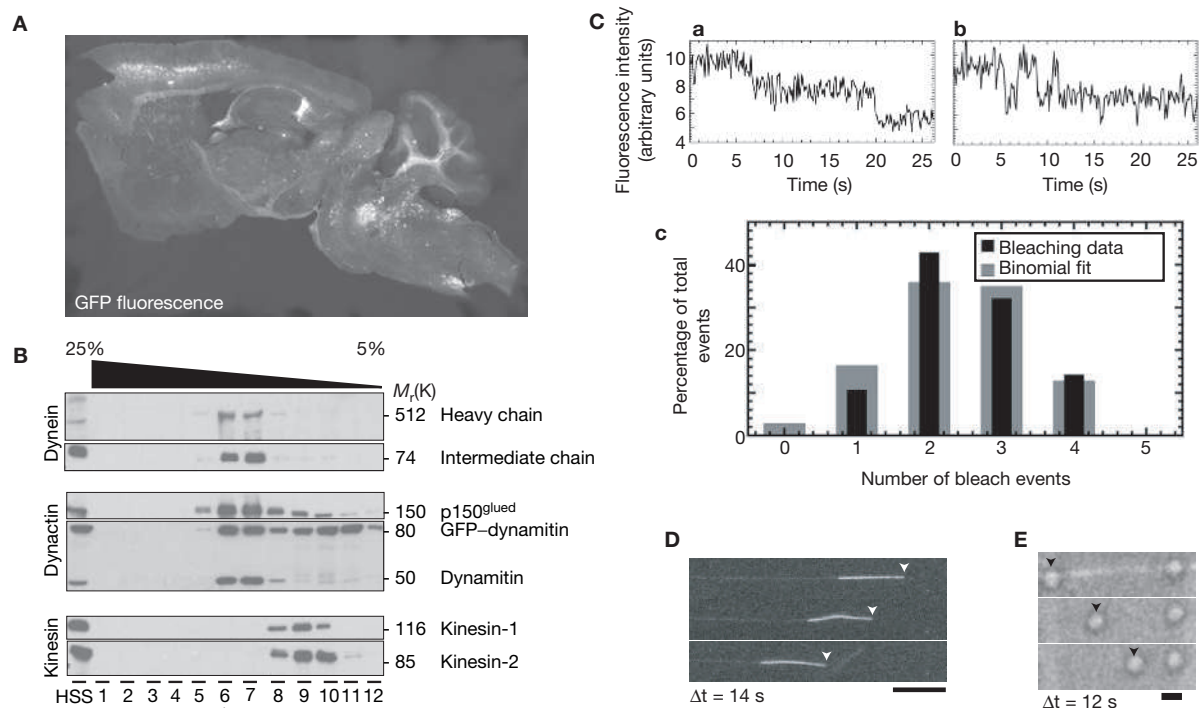 A
GFP fluorescence
B
25%
5%
Mr(K)
Dynein
512 Heavy chain
74 Intermediate chain
Dynactin
150 p150glued
80 GFP–dynamitin
50 Dynamitin
Kinesin
116 Kinesin-1
85 Kinesin-2
HSS 1 2 3 4 5 6 7 8 9 10 11 12
C
Fluorescence intensity
(arbitrary units)
a
10
8
6
4
0 5 10 15 20 25
Time (s)
b
0 5 10 15 20 25
Time (s)
c
Percentage of total
events
40
20
0
Bleaching data
Binomial fit
0 1 2 3 4 5
Number of bleach events
D
Δt = 14 s
E
Δt = 12 s